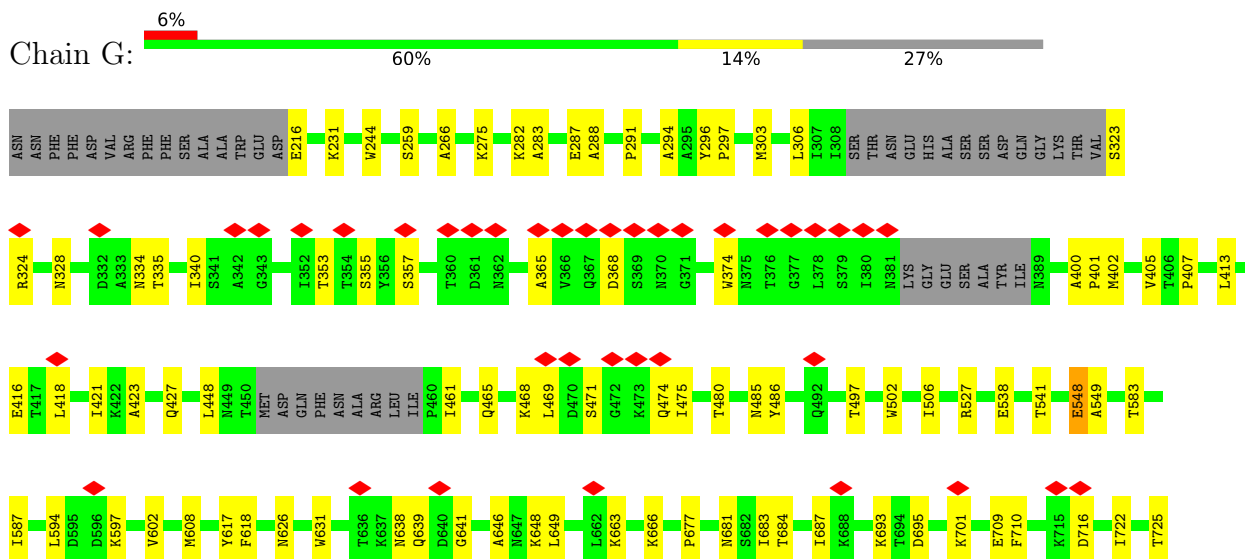 6%
Chain G:
60% 14% 27%
ASN ASN PHE PHE ASP VAL ARG PHE PHE SER ALA ALA TRP GLU ASP E216 K231 W244 S259 A266 K275 K282 A283 E287 A288 P291 A294 A295 Y296 P297 M303 L306 I307 I308 SER THR ASN GLU HIS ALA SER SER ASP GLN GLY LYS THR VAL S323
R324 N328 D332 A333 N334 T335 I340 S341 A342 G343 I352 T353 T354 S355 Y356 S357 T360 D361 N362 A365 V366 Q367 D368 S369 N370 G371 W374 N375 T376 G377 L378 S379 I380 N381 LYS GLY GLU SER ALA TYR ILE N389 A400 P401 M402 V405 T406 P407 L413
E416 T417 L418 I421 K422 A423 Q427 L448 N449 T450 MET ASP GLN PHE ASN ALA ARG LEU ILE P460 I461 Q465 K468 L469 D470 S471 G472 K473 Q474 I475 T480 N485 Y486 Q492 T497 W502 I506 R527 E538 T541 E548 A549 T583
I587 L594 D595 D596 K597 V602 M608 Y617 F618 N626 W631 T636 K637 N638 Q639 D640 G641 A646 N647 K648 L649 L662 K663 K666 P677 N681 S682 I683 T684 I687 K688 K693 T694 D695 K701 E709 F710 K715 D716 I722 T725